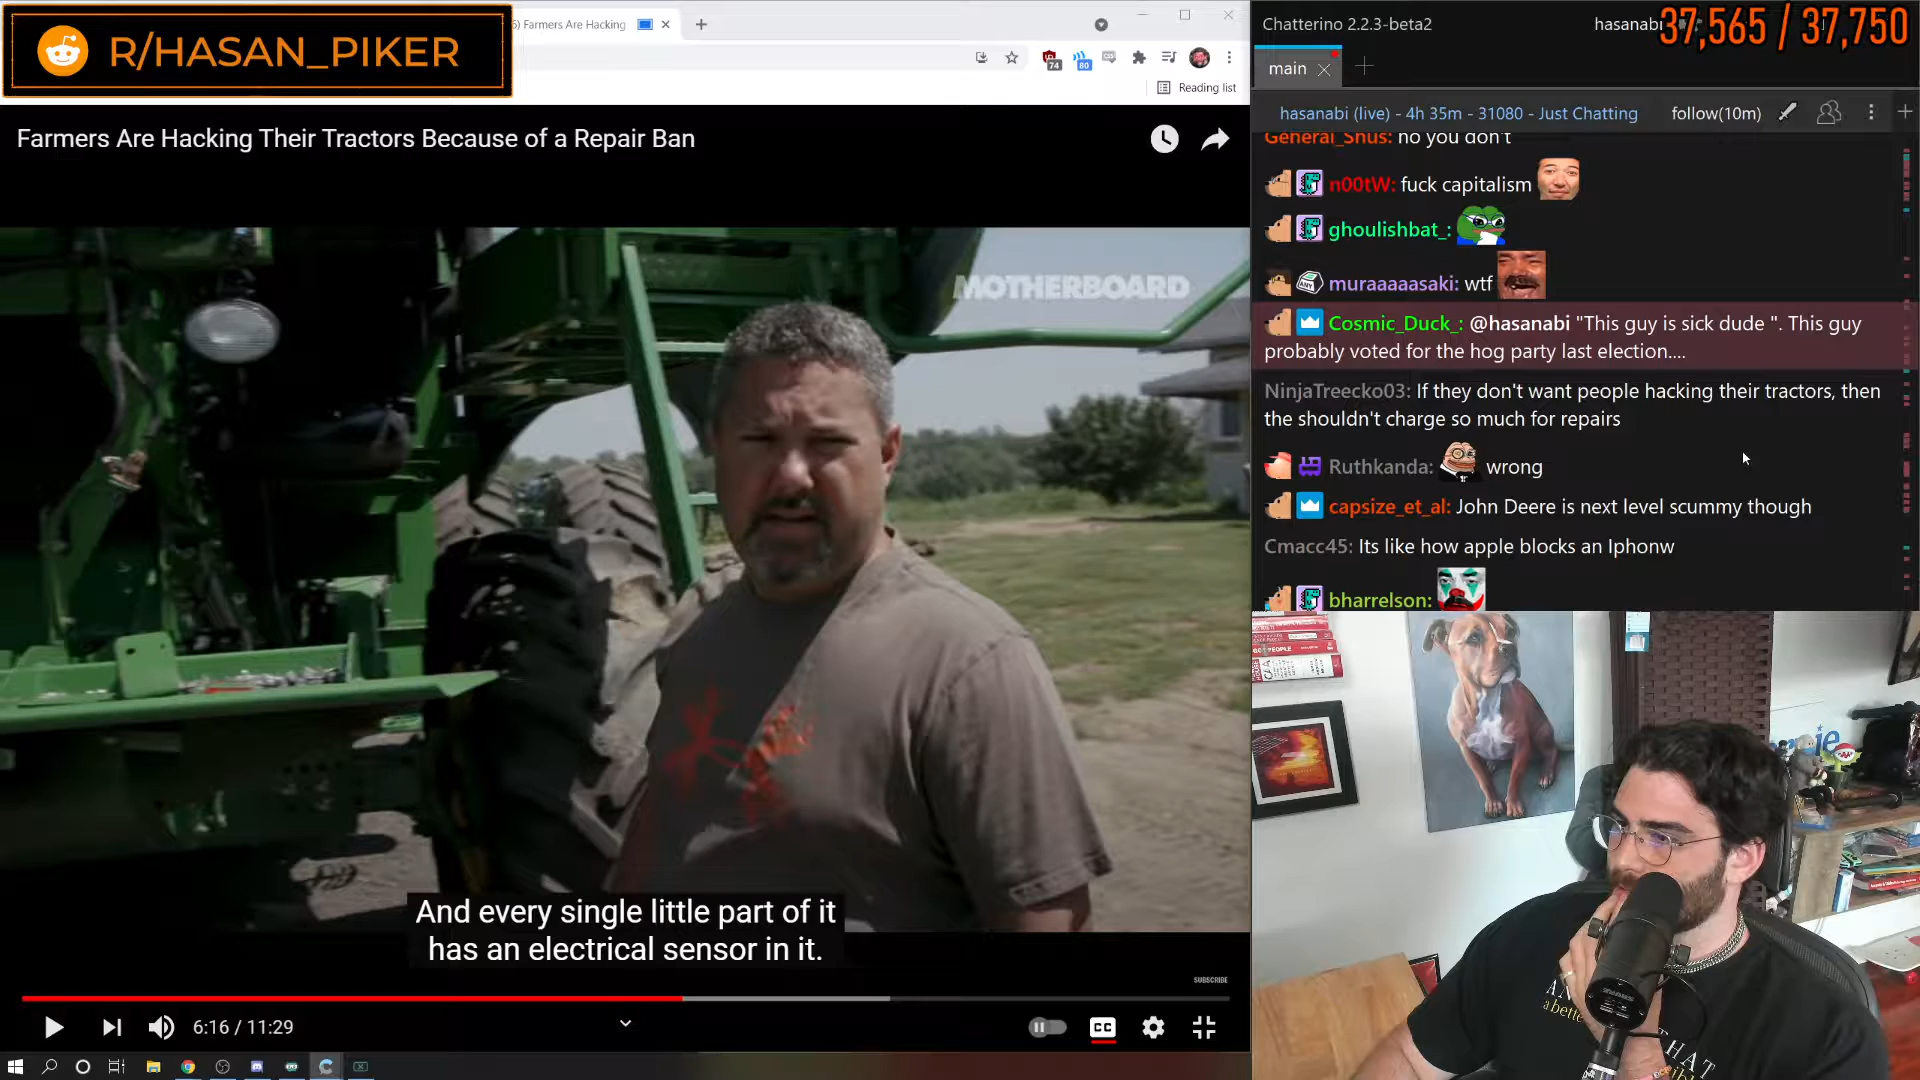 R/HASAN_PIKER
) Farmers Are Hacking
74
80
Reading list
Farmers Are Hacking Their Tractors Because of a Repair Ban
MOTHERBOARD
And every single little part of it
has an electrical sensor in it.
SUBSCRIBE
6:16 / 11:29
CC
Chatterino 2.2.3-beta2
hasanabi
37,565 / 37,750
main
hasanabi (live) - 4h 35m - 31080 - Just Chatting
follow(10m)
General_Shus: no you don't
n00tW: fuck capitalism
ghoulishbat_:
ANY
muraaaaasaki: wtf
Cosmic_Duck_: @hasanabi "This guy is sick dude ". This guy
probably voted for the hog party last election....
NinjaTreecko03: If they don't want people hacking their tractors, then
the shouldn't charge so much for repairs
Ruthkanda: wrong
capsize_et_al: John Deere is next level scummy though
Cmacc45: Its like how apple blocks an Iphonw
bharrelson:
PEOPLE